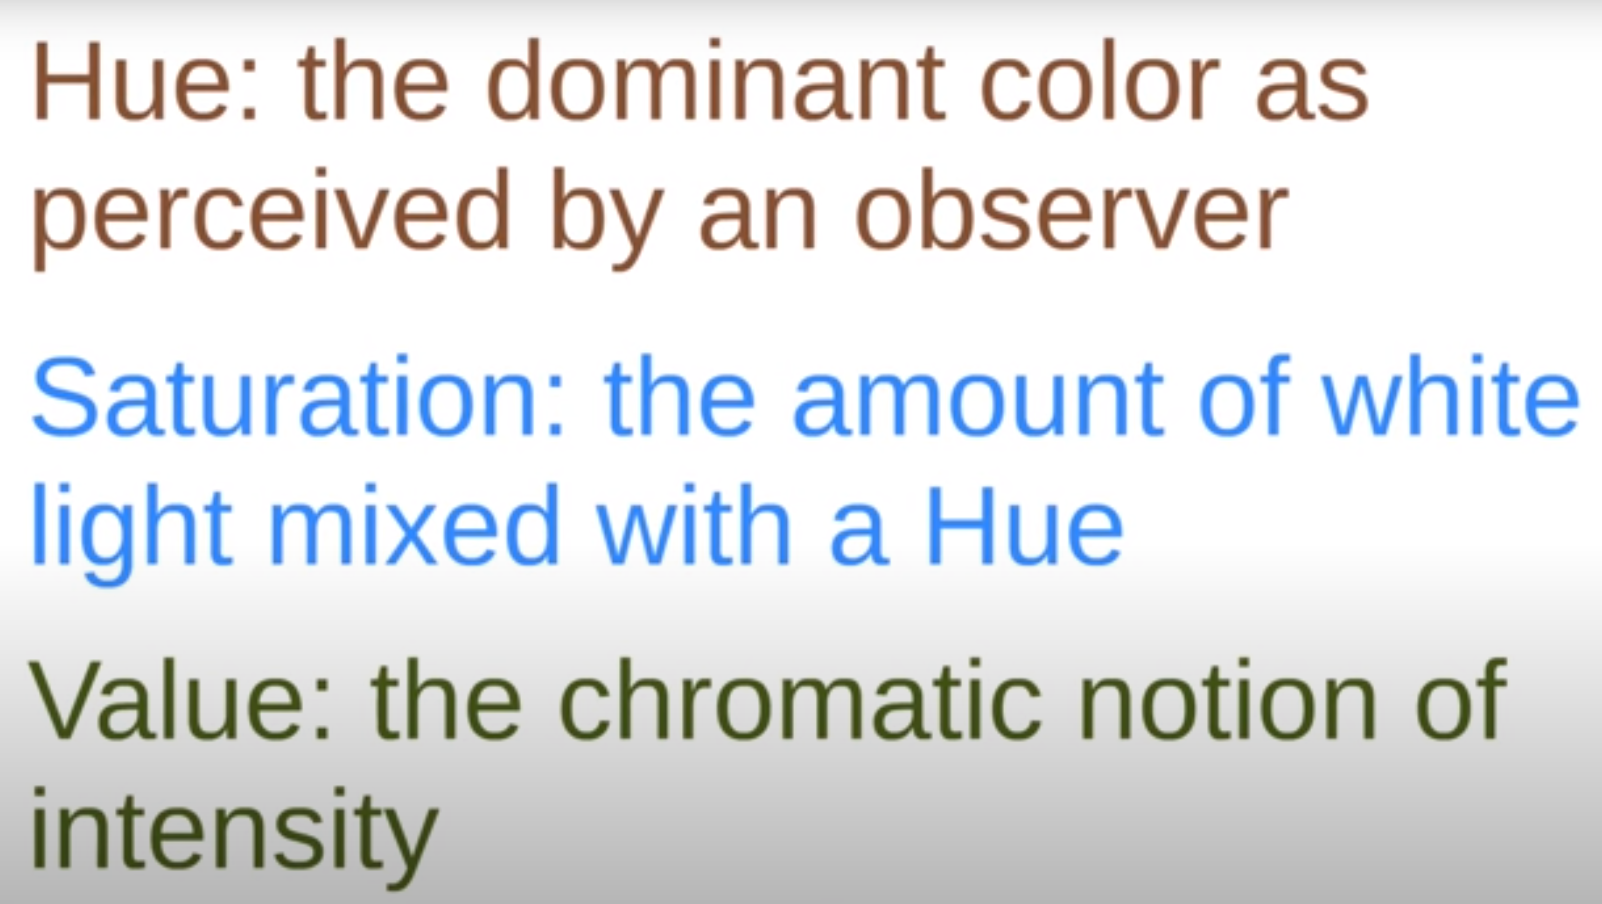 Hue: the dominant color as
perceived by an observer
Saturation: the amount of white
light mixed with a Hue
Value: the chromatic notion of
intensity